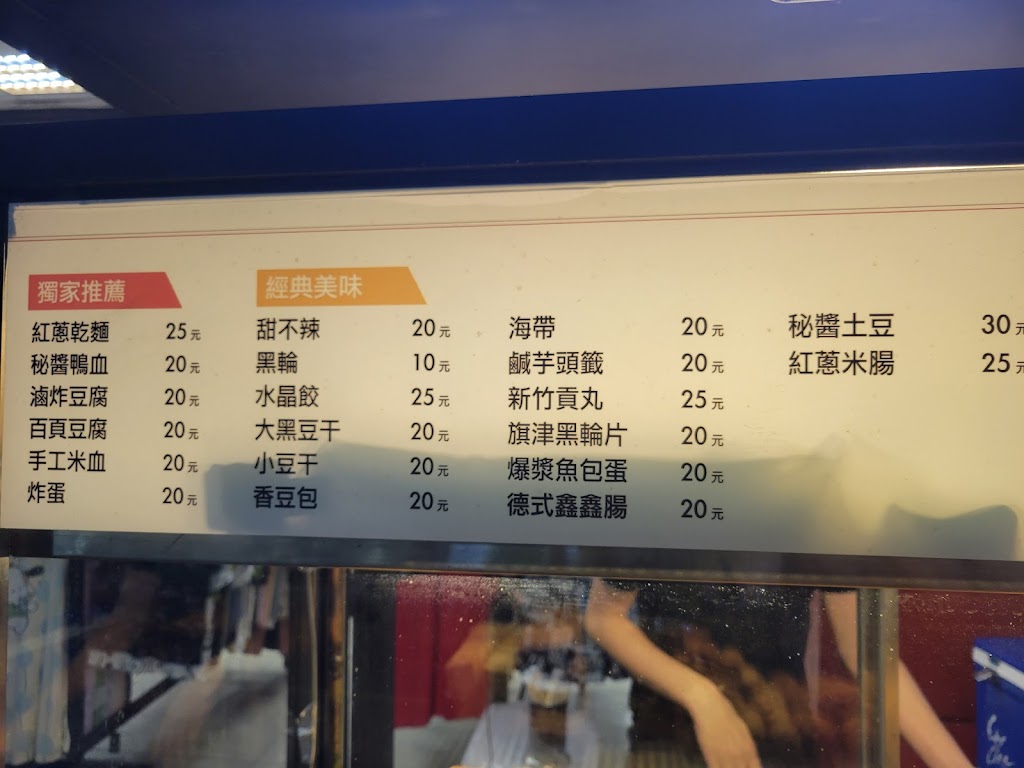 獨家推薦
紅蔥乾麵 25元
秘醬鴨血 20元
滷炸豆腐 20元
百頁豆腐 20元
手工米血 20元
炸蛋 20元
經典美味
甜不辣 20元
黑輪 10元
水晶餃 25元
大黑豆干 20元
小豆干 20元
香豆包 20元
海帶 20元
鹹芋頭籤 20元
新竹貢丸 25元
旗津黑輪片 20元
爆漿魚包蛋 20元
德式鑫鑫腸 20元
秘醬土豆 30元
紅蔥米腸 25元